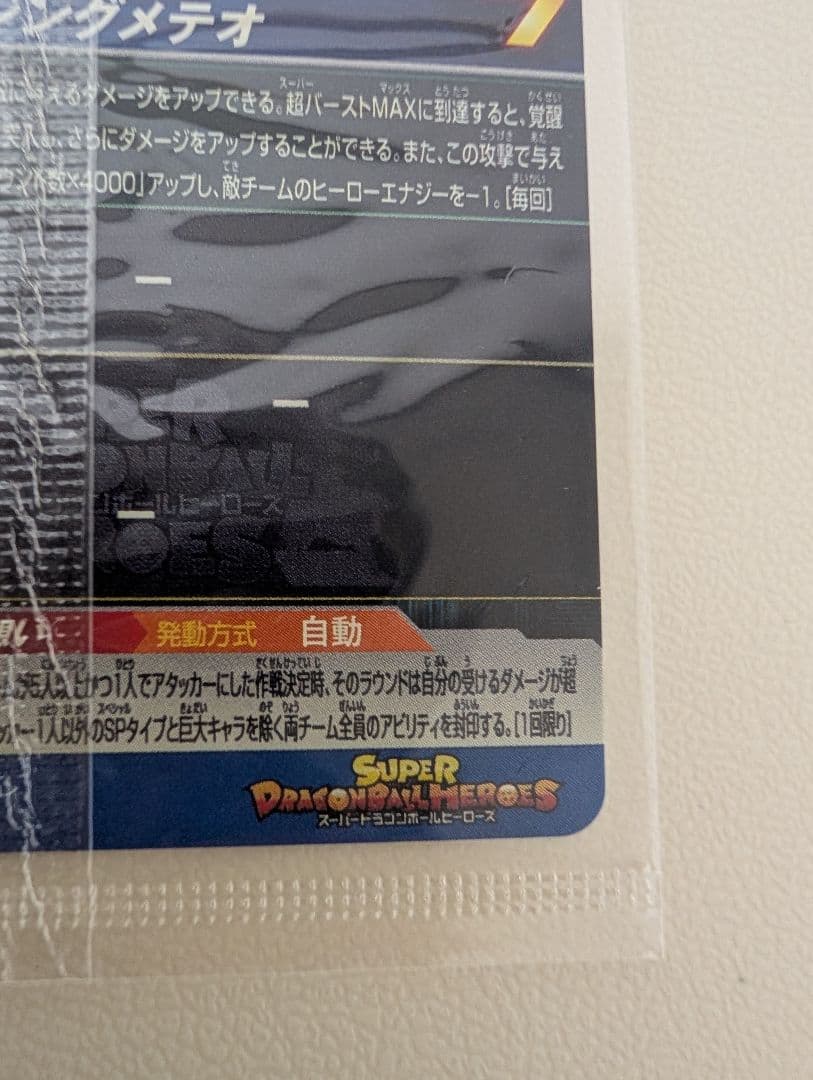 ングメテオ
えるダメージをアップできる。超バーストMAXに到達すると、覚醒
さらにダメージをアップすることができる。また、この攻撃で与え
ウンド数×4000」アップし、敵チームのヒーローエナジーを-1。[毎回]
発動方式 自動
5人以上かつ1人でアタッカーにした作戦決定時、そのラウンドは自分の受けるダメージが超
1人以外のSPタイプと巨大キャラを除く両チーム全員のアビリティを封印する。[1回限り]
SUPER
DRAGONBALL HEROES
スーパードラゴンボールヒーローズ